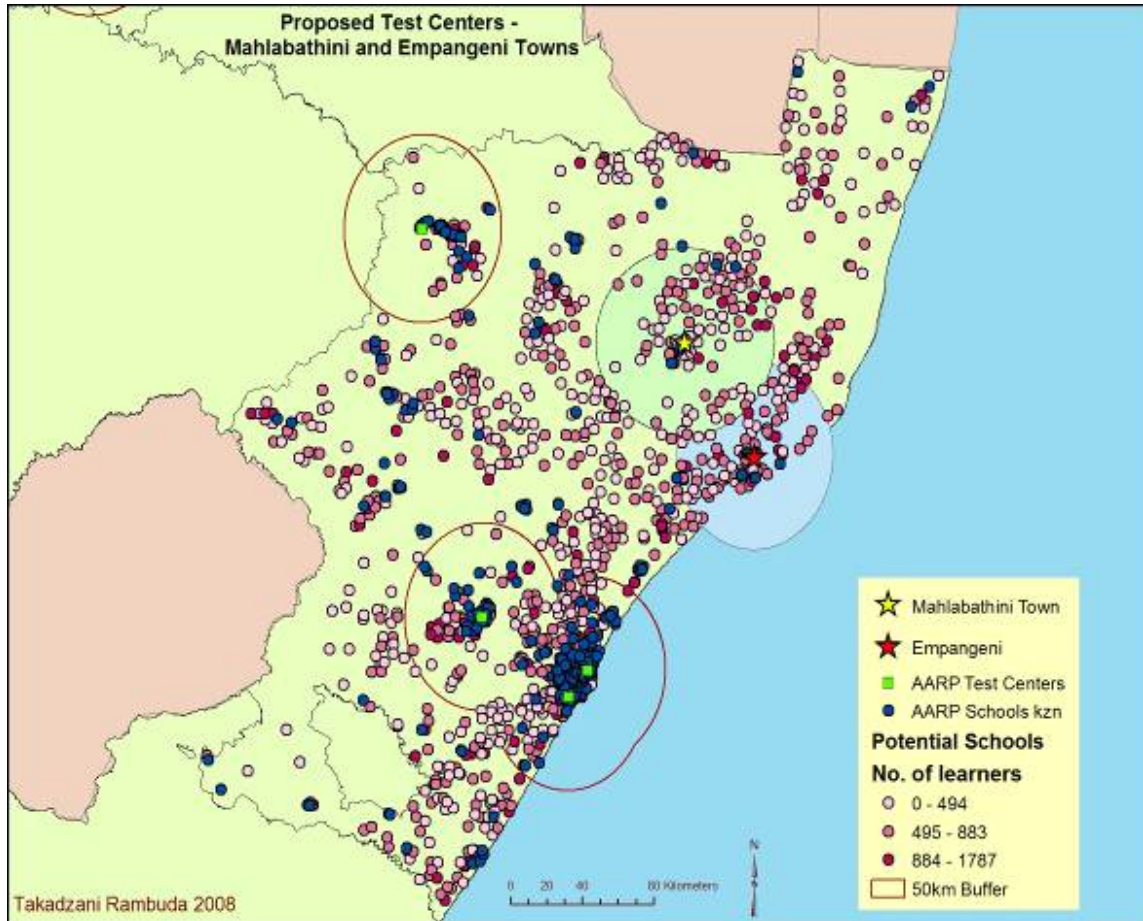 Proposed Test Centers -
Mahlabathini and Empangeni Towns
Mahlabathini Town
Empangeni
AARP Test Centers
AARP Schools kzn
Potential Schools
No. of learners
0 - 494
495 - 883
884 - 1787
50km Buffer
N
0 20 40 80 Kilometers
Takadzani Rambuda 2008